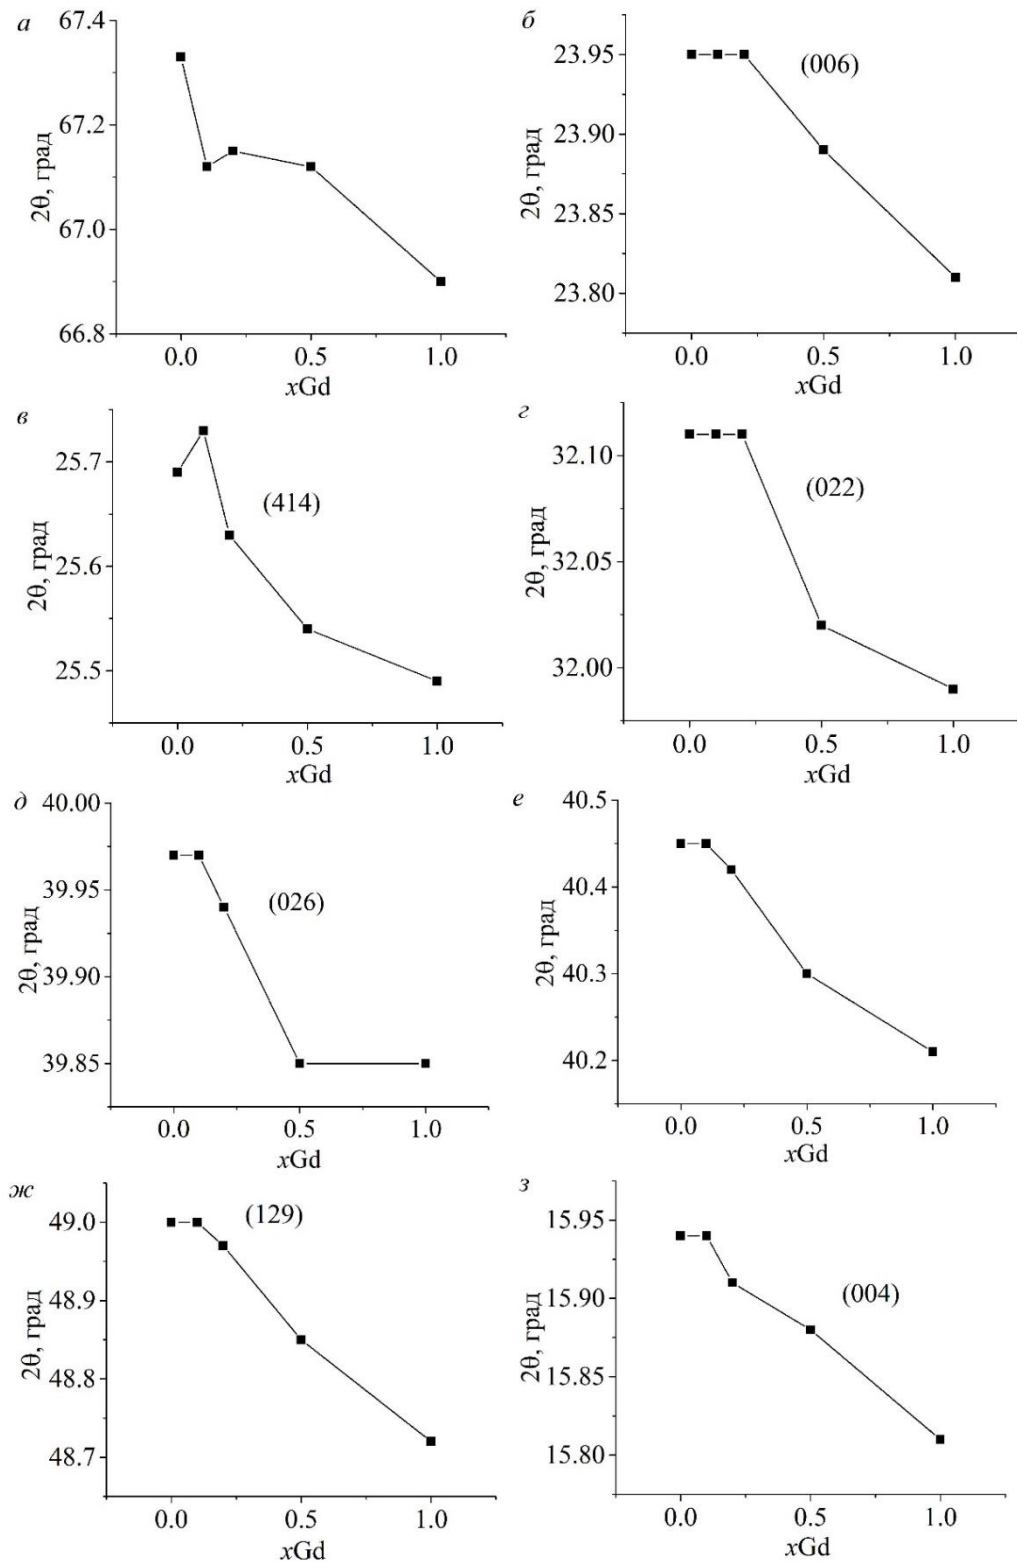 а
67.4
67.2
67.0
66.8
2θ, град
0.0 0.5 1.0
xGd
б
23.95
23.90
23.85
23.80
2θ, град
(006)
0.0 0.5 1.0
xGd
в
25.7
25.6
25.5
2θ, град
(414)
0.0 0.5 1.0
xGd
г
32.10
32.05
32.00
2θ, град
(022)
0.0 0.5 1.0
xGd
д
40.00
39.95
39.90
39.85
2θ, град
(026)
0.0 0.5 1.0
xGd
е
40.5
40.4
40.3
40.2
2θ, град
0.0 0.5 1.0
xGd
ж
49.0
48.9
48.8
48.7
2θ, град
(129)
0.0 0.5 1.0
xGd
з
15.95
15.90
15.85
15.80
2θ, град
(004)
0.0 0.5 1.0
xGd